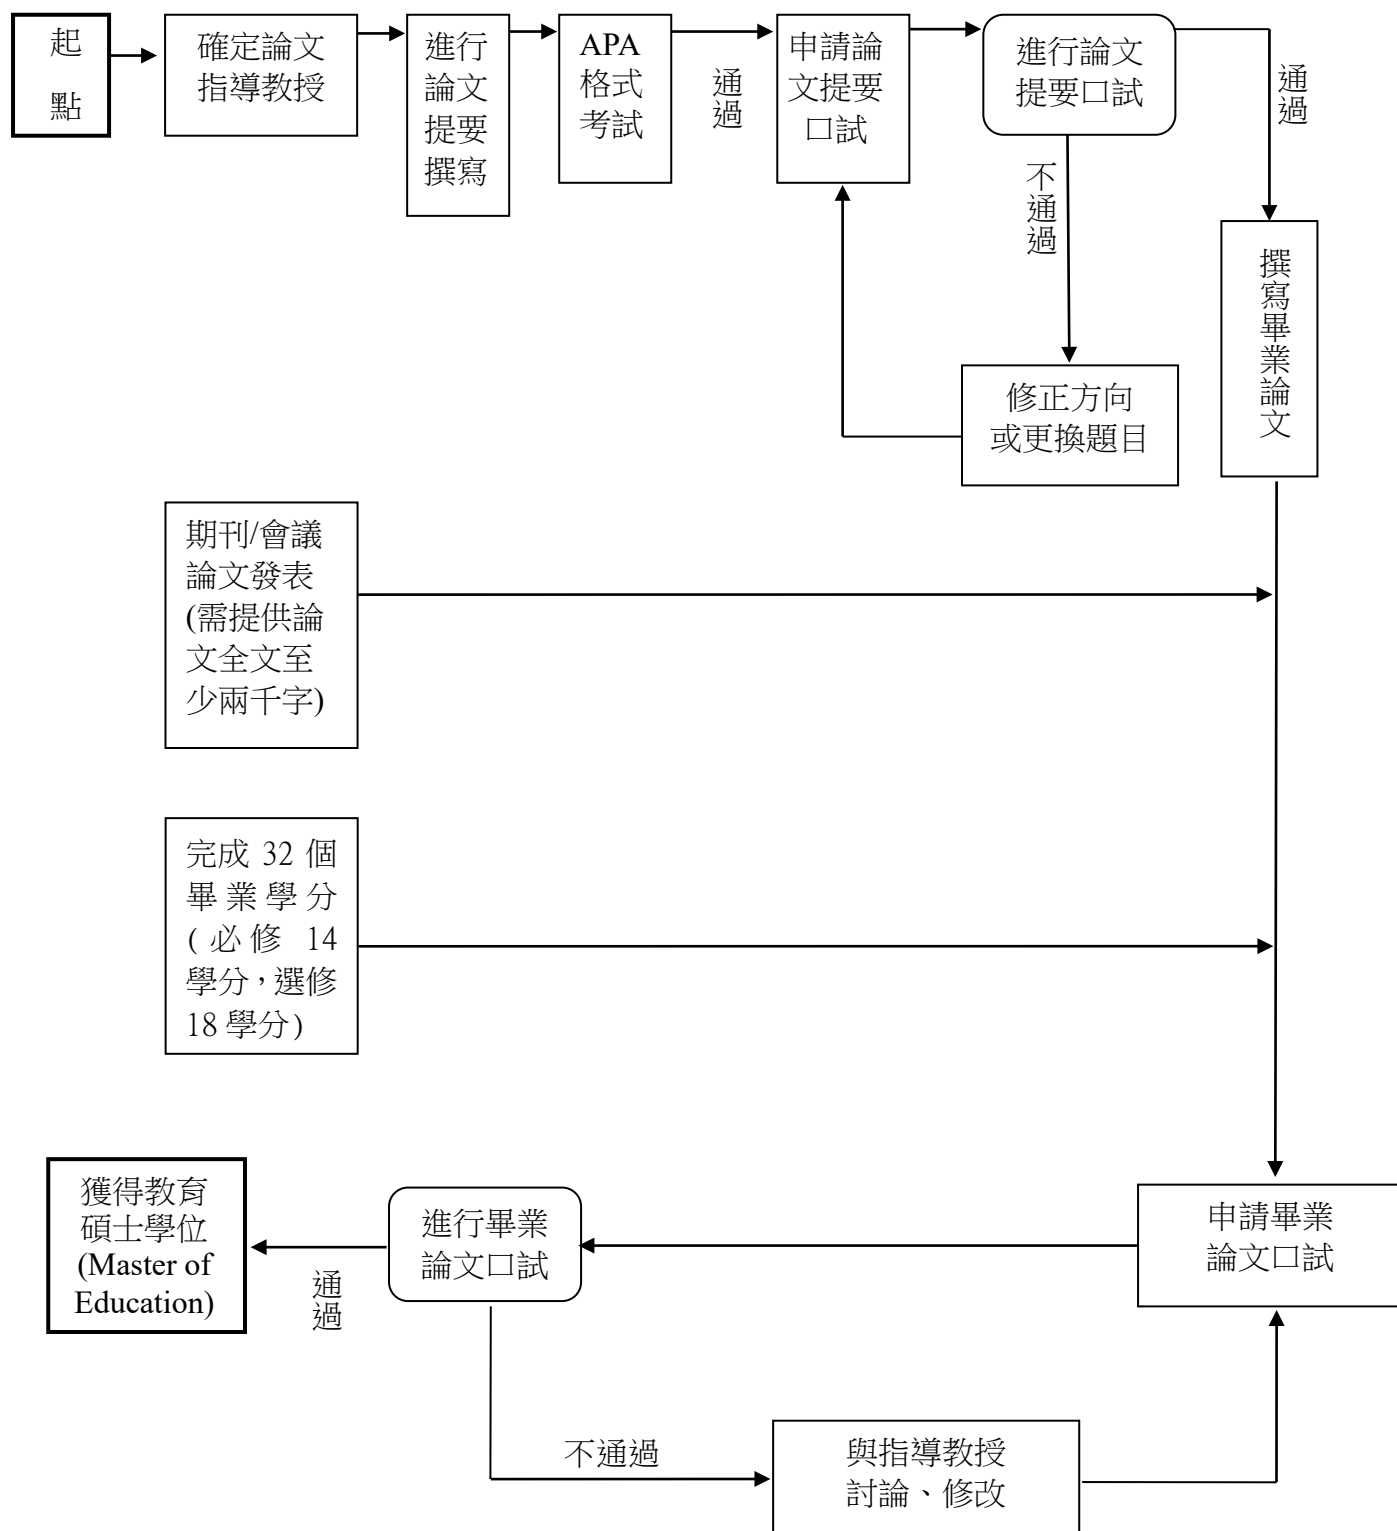 起
點
確定論文
指導教授
進行
論文
提要
撰寫
APA
格式
考試
通過
申請論
文提要
口試
進行論文
提要口試
通過
不通過
撰寫畢業論文
修正方向
或更換題目
期刊/會議
論文發表
(需提供論
文全文至
少兩千字)
完成 32 個
畢業學分
(必修 14
學分,選修
18 學分)
獲得教育
碩士學位
(Master of
Education)
通過
進行畢業
論文口試
申請畢業
論文口試
不通過
與指導教授
討論、修改